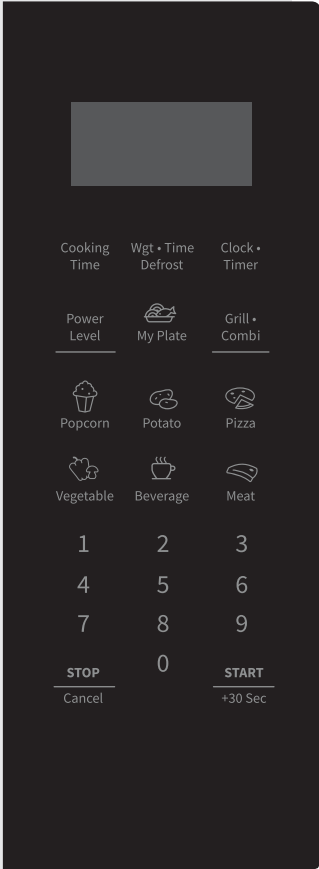 Cooking Time
Wgt • Time Defrost
Clock • Timer
Power Level
My Plate
Grill • Combi
Popcorn
Potato
Pizza
Vegetable
Beverage
Meat
1 2 3
4 5 6
7 8 9
0
STOP
Cancel
START
+30 Sec